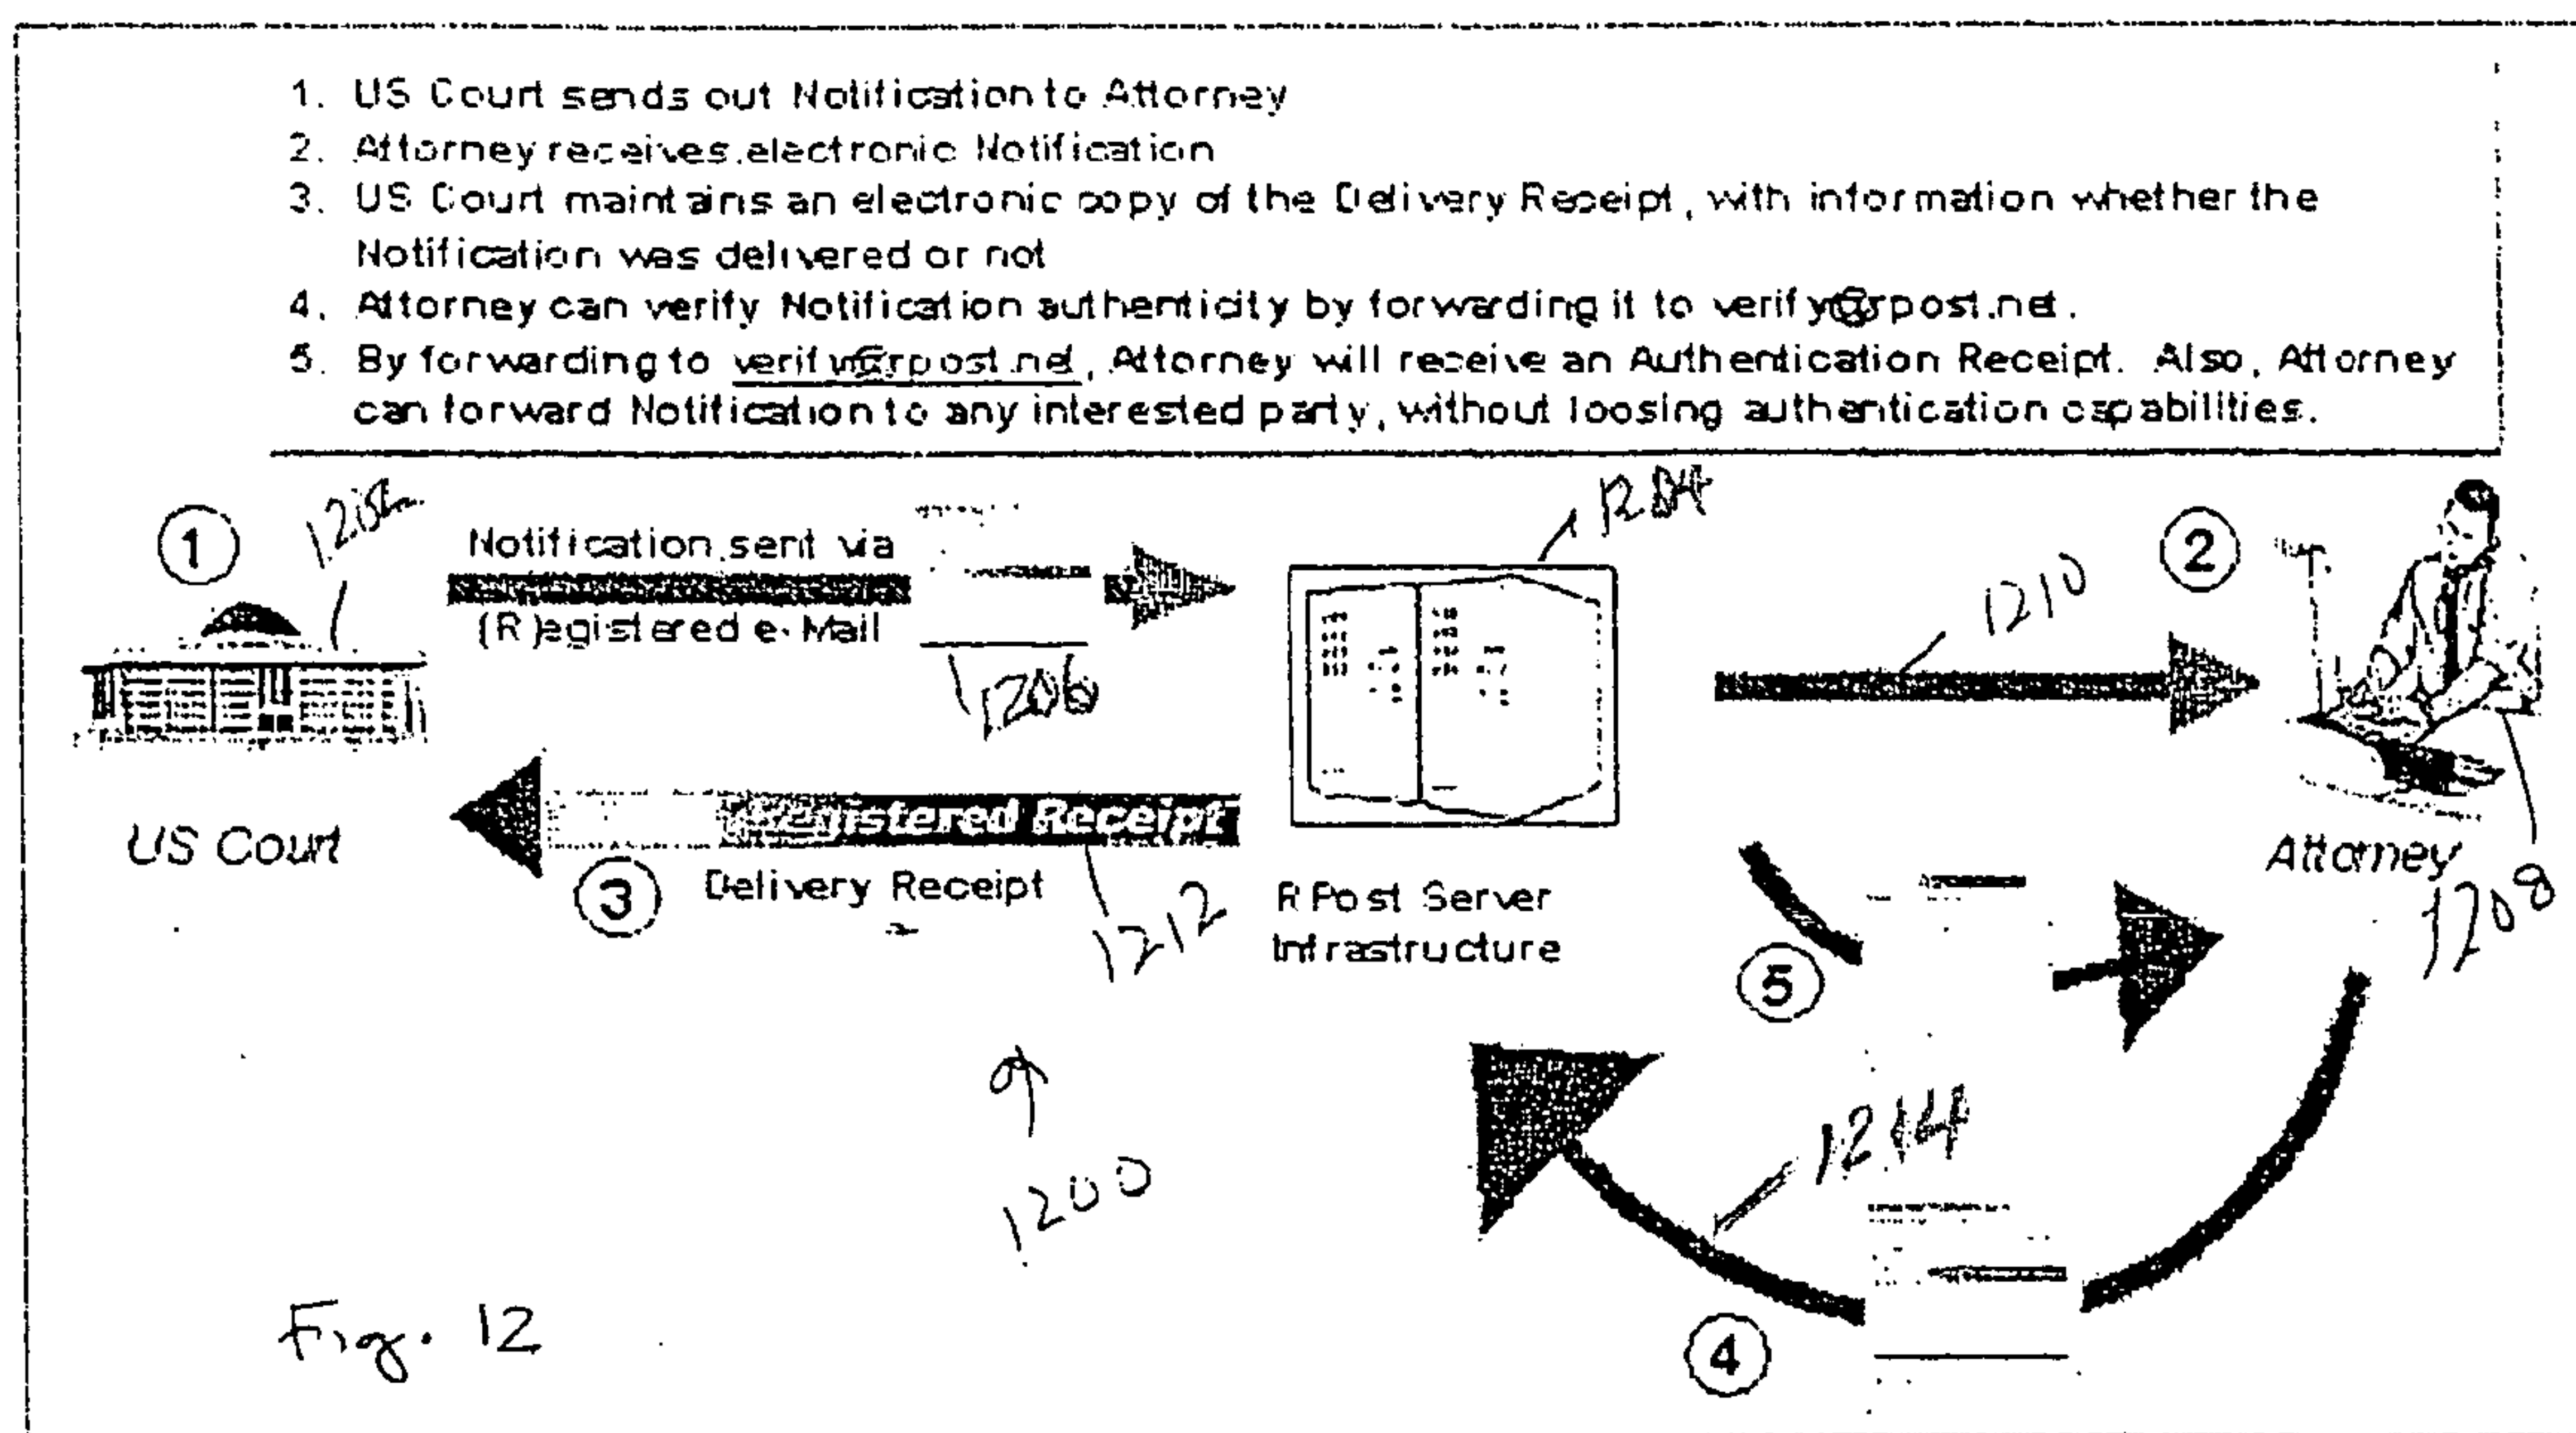 1. US Court sends out Notification to Attorney
2. Attorney receives electronic Notification
3. US Court maintains an electronic copy of the Delivery Receipt, with information whether the
Notification was delivered or not
4. Attorney can verify Notification authenticity by forwarding it to verify@rpost.net.
5. By forwarding to verify@rpost.net, Attorney will receive an Authentication Receipt. Also, Attorney
can forward Notification to any interested party, without loosing authentication capabilities.
1
1202
Notification sent via
(R)egistered e-Mail
1206
1204
1210
2
US Court
Registered Receipt
3
Delivery Receipt
1212
RPost Server
Infrastructure
Attorney
1208
5
1200
1214
4
Fig. 12